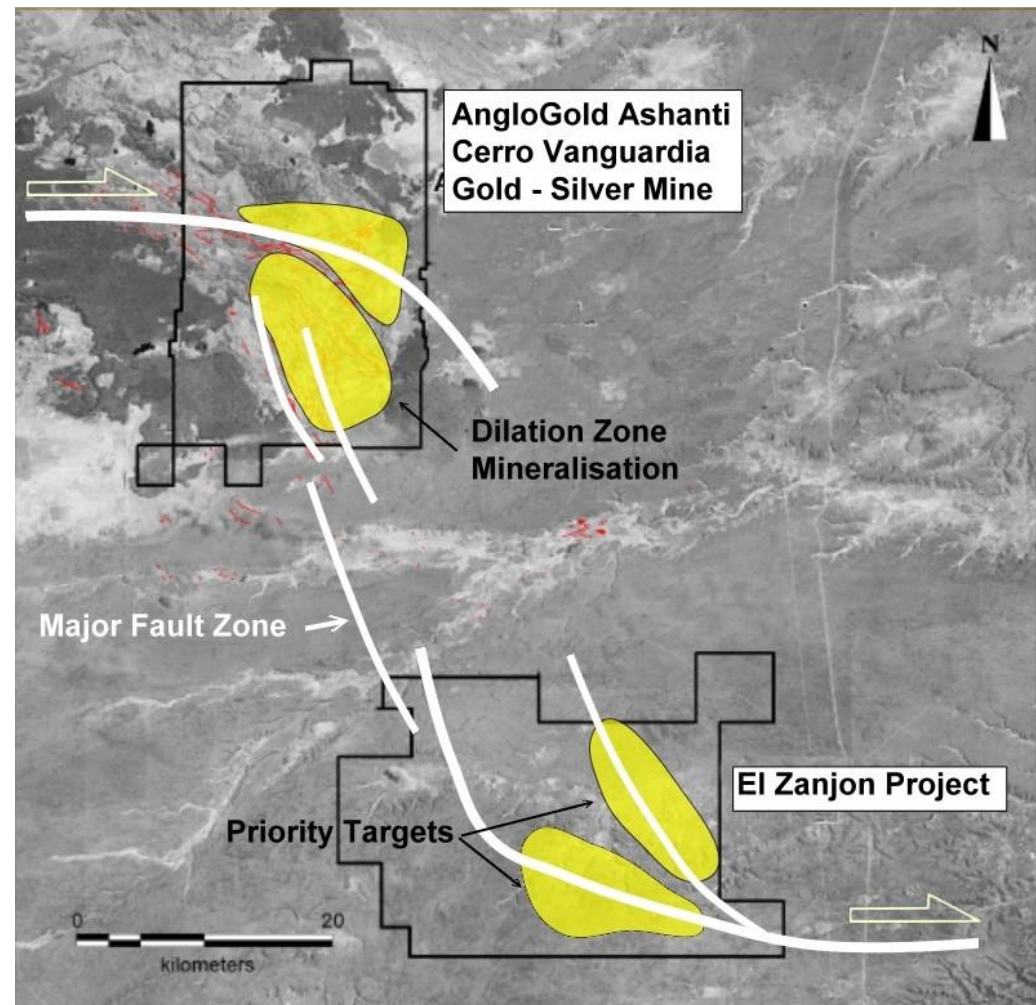 N
AngloGold Ashanti
Cerro Vanguardia
Gold - Silver Mine
Dilation Zone
Mineralisation
Major Fault Zone
El Zanjon Project
Priority Targets
0 20
kilometers